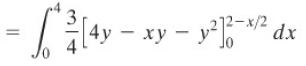 = ∫₀⁴ 3/4 [4y − xy − y²]₀^{2−x/2} dx